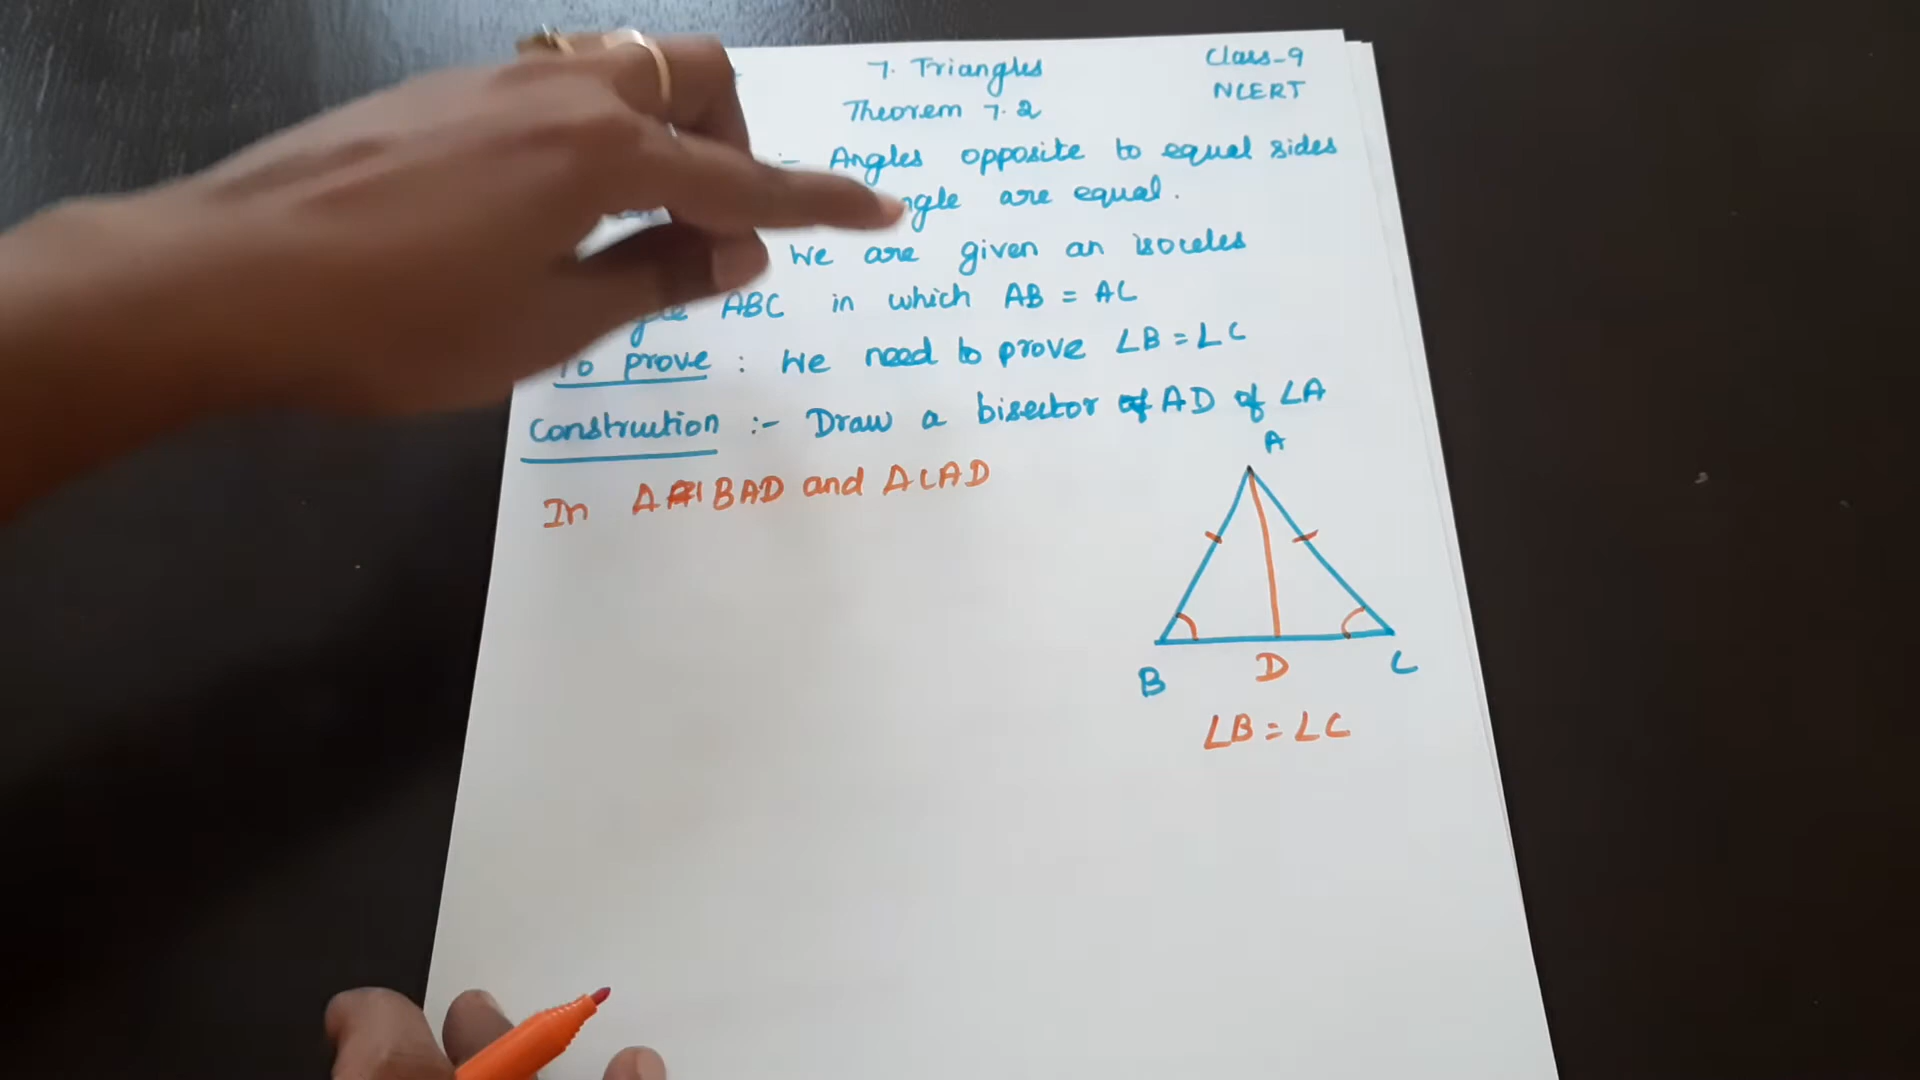 7. Triangles
Class-9
NCERT
Theorem 7.2
:- Angles opposite to equal sides
are equal.
We are given an isoceles
ABC in which AB = AC
To prove : We need to prove ∠B = ∠C
Construction :- Draw a bisector of AD of ∠A
In Δ BAD and ΔCAD
A
B
D
C
∠B = ∠C